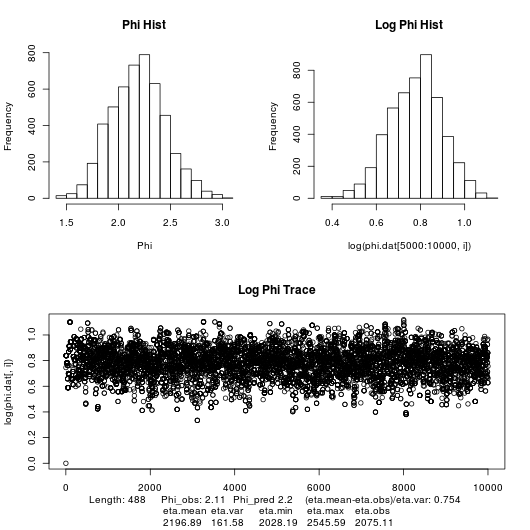 Phi Hist
Log Phi Hist
Frequency
0 200 400 600 800
1.5 2.0 2.5 3.0
Phi
Frequency
0 200 400 600 800
0.4 0.6 0.8 1.0
log(phi.dat[5000:10000, i])
Log Phi Trace
log(phi.dat[, i])
0.0 0.2 0.4 0.6 0.8 1.0
0 2000 4000 6000 8000 10000
Length: 488 Phi_obs: 2.11 Phi_pred 2.2 (eta.mean-eta.obs)/eta.var: 0.754
eta.mean eta.var eta.min eta.max eta.obs
2196.89 161.58 2028.19 2545.59 2075.11